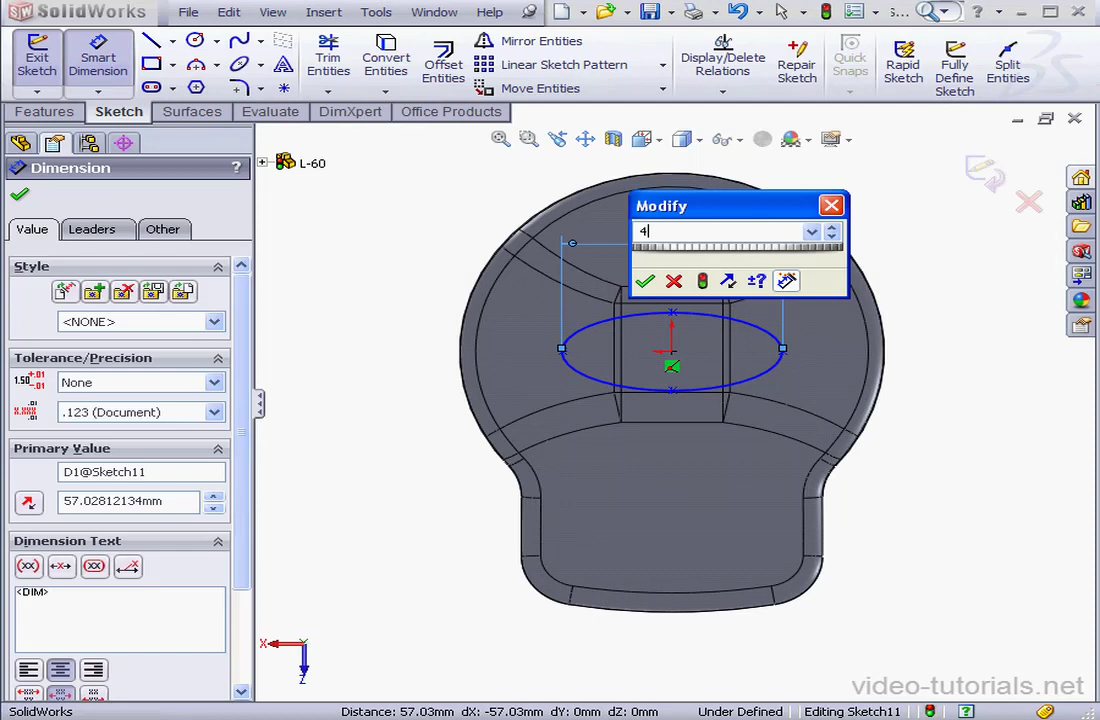 SolidWorks File Edit View Insert Tools Window Help S... ?
Exit Sketch
Smart Dimension
Trim Entities
Convert Entities
Offset Entities
Mirror Entities
Linear Sketch Pattern
Move Entities
Display/Delete Relations
Repair Sketch
Quick Snaps
Rapid Sketch
Fully Define Sketch
Split Entities
Features Sketch Surfaces Evaluate DimXpert Office Products
Dimension ?
L-60
Value Leaders Other
Style
<NONE>
Tolerance/Precision
None
.123 (Document)
Primary Value
D1@Sketch11
57.02812134mm
Dimension Text
<DIM>
Modify
4
±?
X
Z
video-tutorials.net
SolidWorks Distance: 57.03mm dX: -57.03mm dY: 0mm dZ: 0mm Under Defined Editing Sketch11 ?